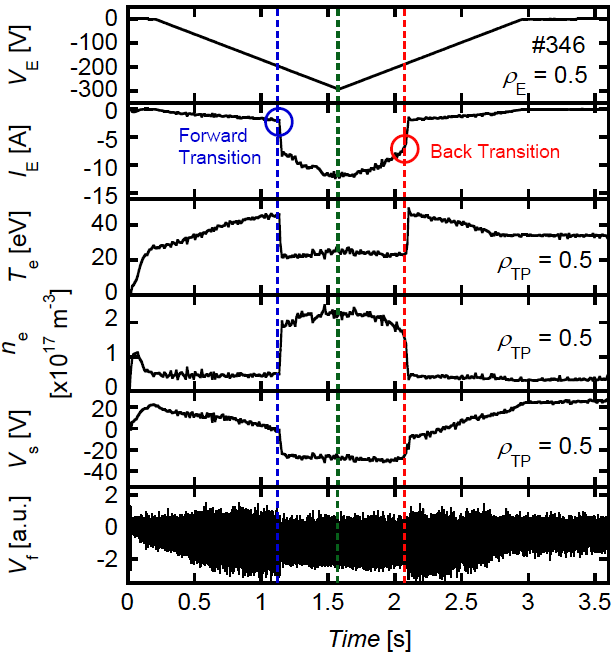 V_E [V]
0
-100
-200
-300
#346
ρ_E = 0.5
I_E [A]
0
-5
-10
-15
Forward
Transition
Back Transition
T_e [eV]
40
20
0
ρ_TP = 0.5
n_e
[x10^17 m^-3]
2
1
0
ρ_TP = 0.5
V_s [V]
20
0
-20
-40
ρ_TP = 0.5
V_f [a.u.]
2
0
-2
0 0.5 1 1.5 2 2.5 3 3.5
Time [s]